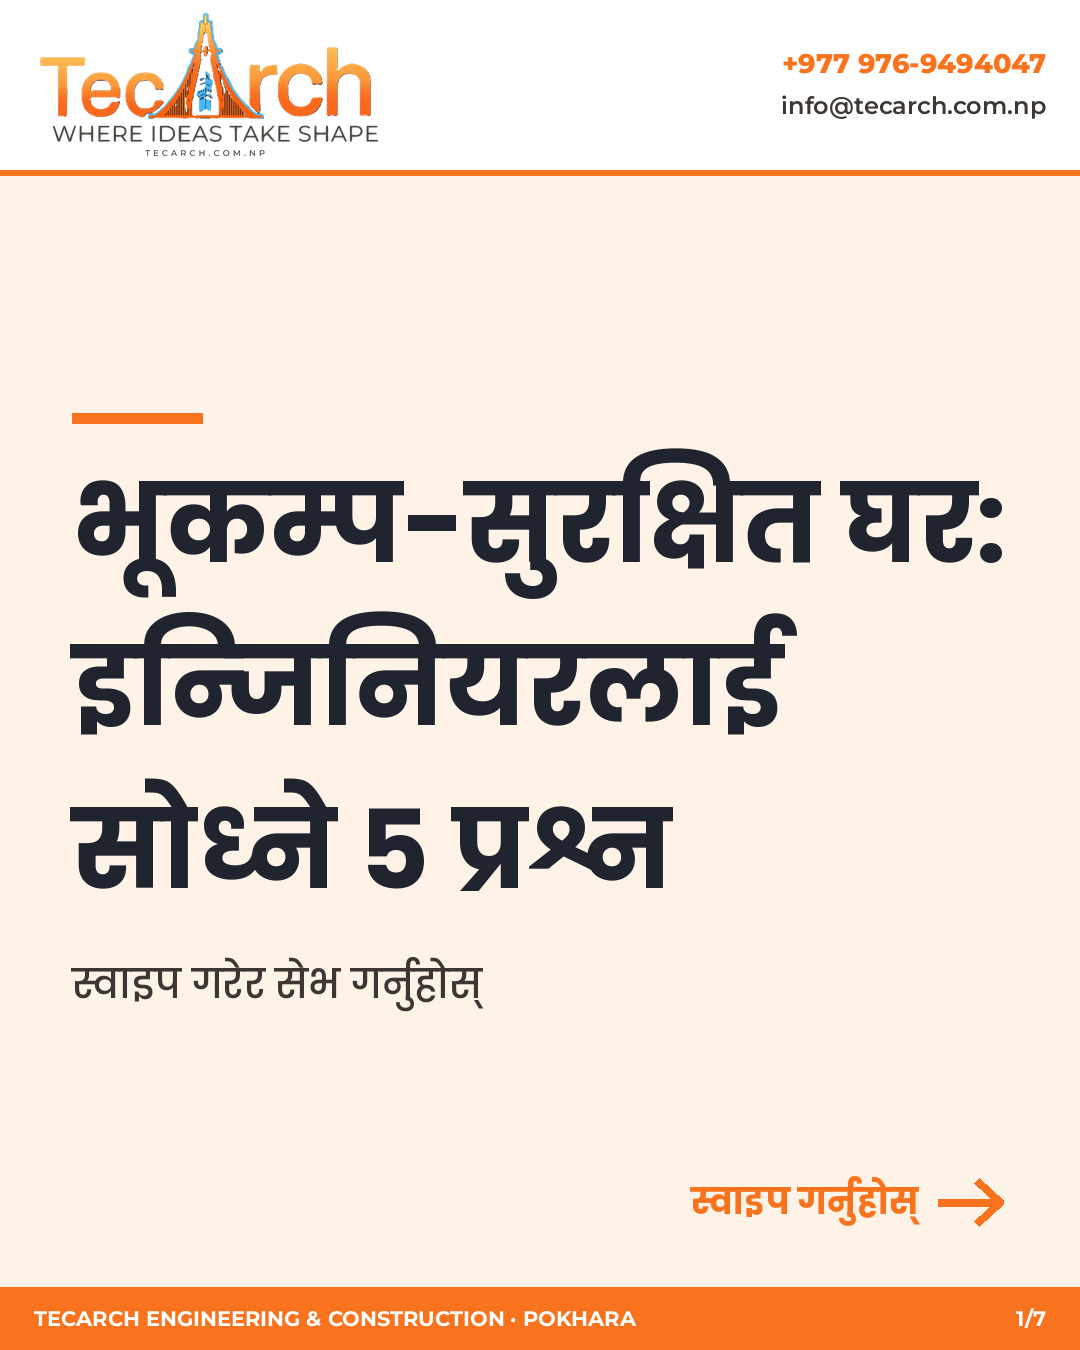 TecArch
WHERE IDEAS TAKE SHAPE
TECARCH.COM.NP
+977 976-9494047
info@tecarch.com.np
भूकम्प-सुरक्षित घर:
इन्जिनियरलाई
सोध्ने 5 प्रश्न
स्वाइप गरेर सेभ गर्नुहोस्
स्वाइप गर्नुहोस्
TECARCH ENGINEERING & CONSTRUCTION · POKHARA
1/7